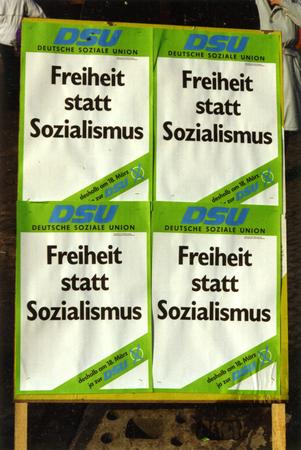 DSU
DEUTSCHE SOZIALE UNION
Freiheit
statt
Sozialismus
deshalb am 18. März
ja zur DSU
DSU
DEUTSCHE SOZIALE UNION
Freiheit
statt
Sozialismus
deshalb am 18. März
ja zur DSU
DSU
DEUTSCHE SOZIALE UNION
Freiheit
statt
Sozialismus
deshalb am 18. März
ja zur DSU
DSU
DEUTSCHE SOZIALE UNION
Freiheit
statt
Sozialismus
deshalb am 18. März
ja zur DSU